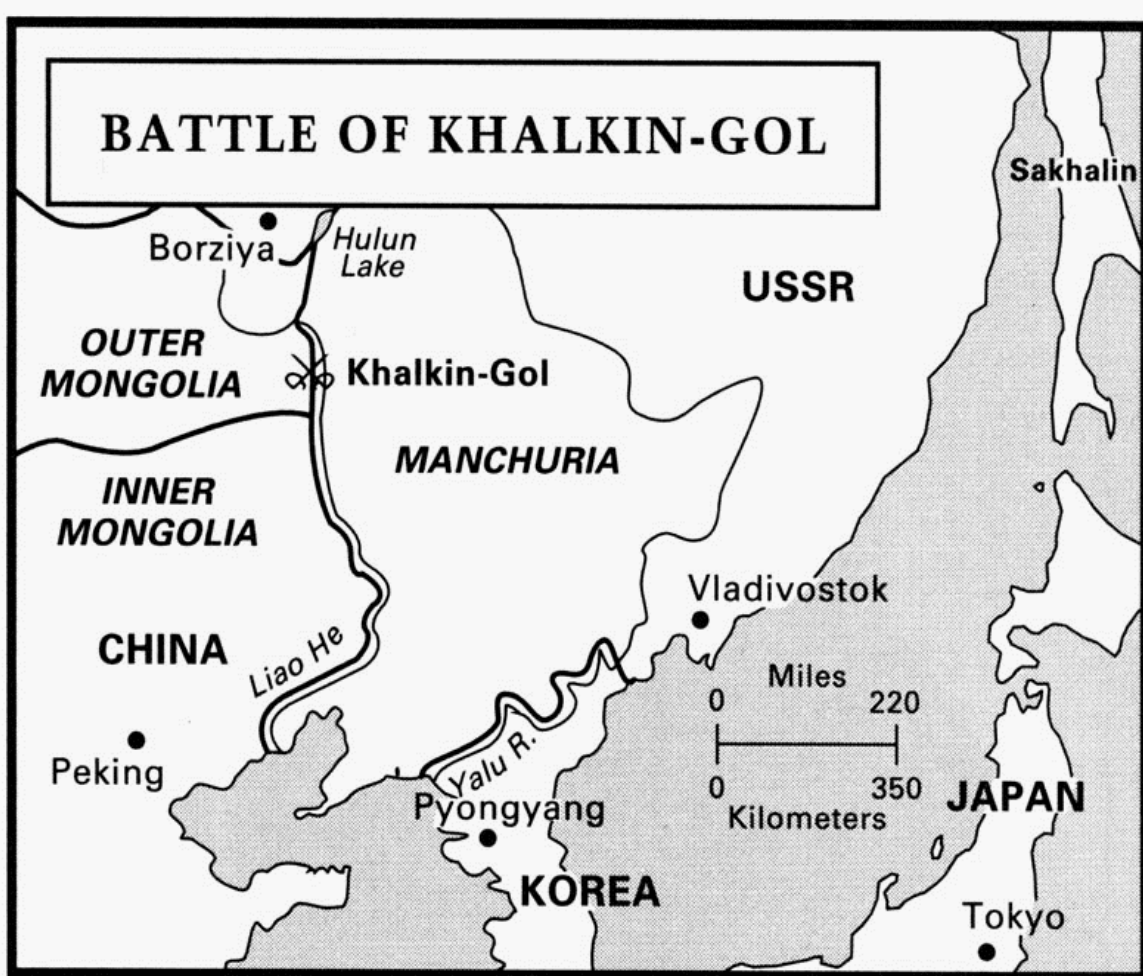 BATTLE OF KHALKIN-GOL
Sakhalin
Borziya
Hulun
Lake
USSR
OUTER
MONGOLIA
Khalkin-Gol
MANCHURIA
INNER
MONGOLIA
Vladivostok
CHINA
Liao He
Miles
0 220
Peking
Yalu R.
0 350
Kilometers
JAPAN
Pyongyang
KOREA
Tokyo